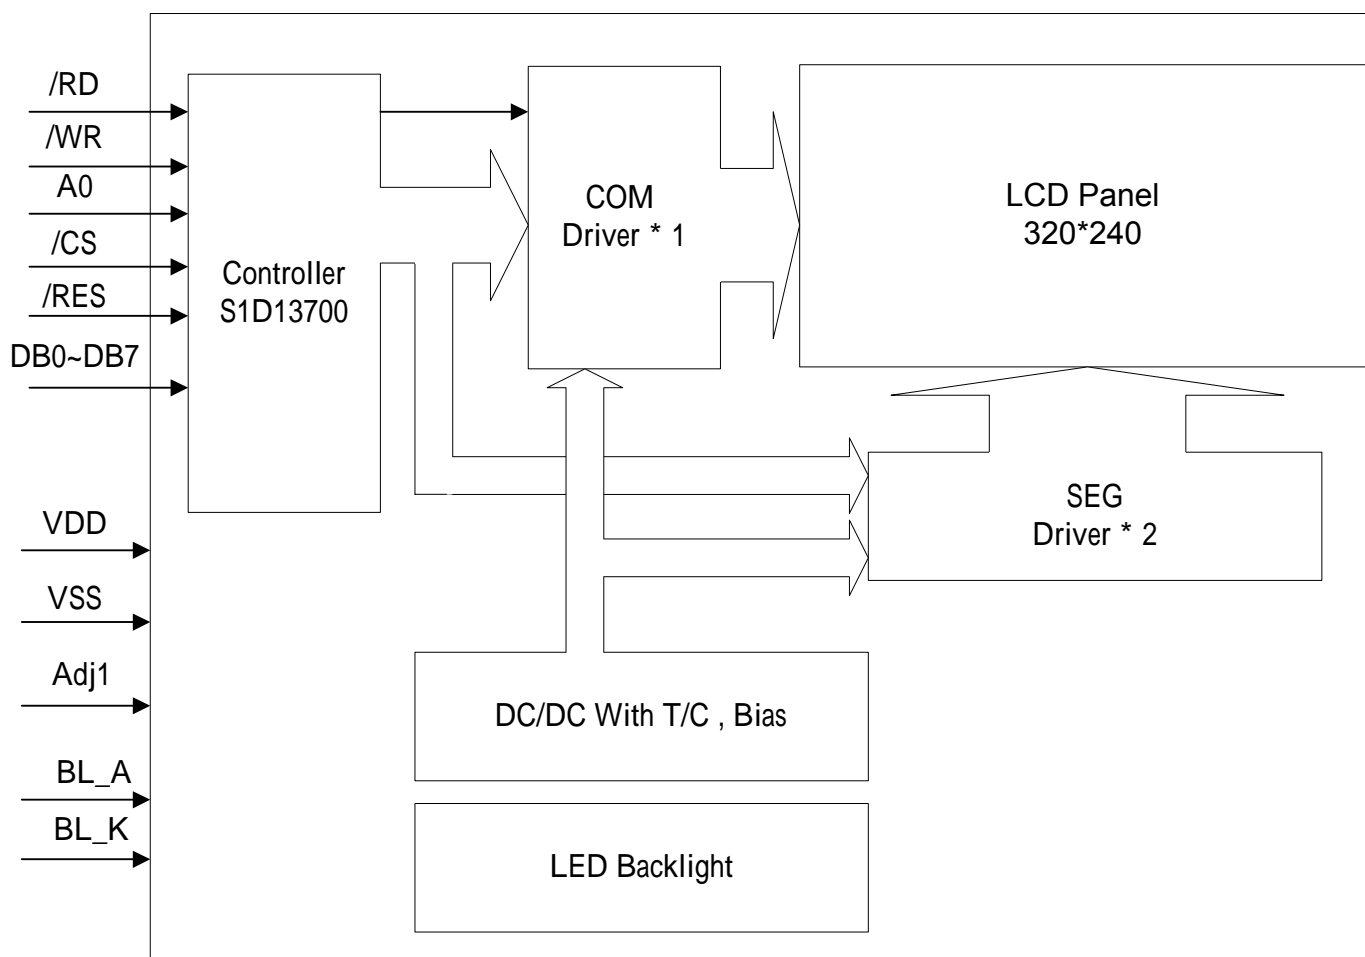 /RD
/WR
A0
/CS
/RES
DB0~DB7
VDD
VSS
Adj1
BL_A
BL_K
Controller
S1D13700
COM
Driver * 1
LCD Panel
320*240
SEG
Driver * 2
DC/DC With T/C , Bias
LED Backlight